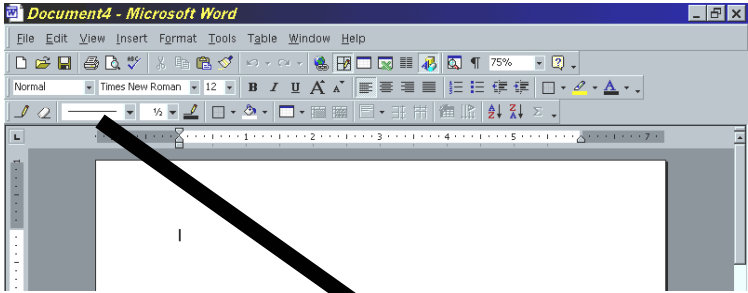 Document4 - Microsoft Word
File Edit View Insert Format Tools Table Window Help
75%
Normal Times New Roman 12 B I U A A A
½ A Z Z A Σ
1 2 3 4 5 7